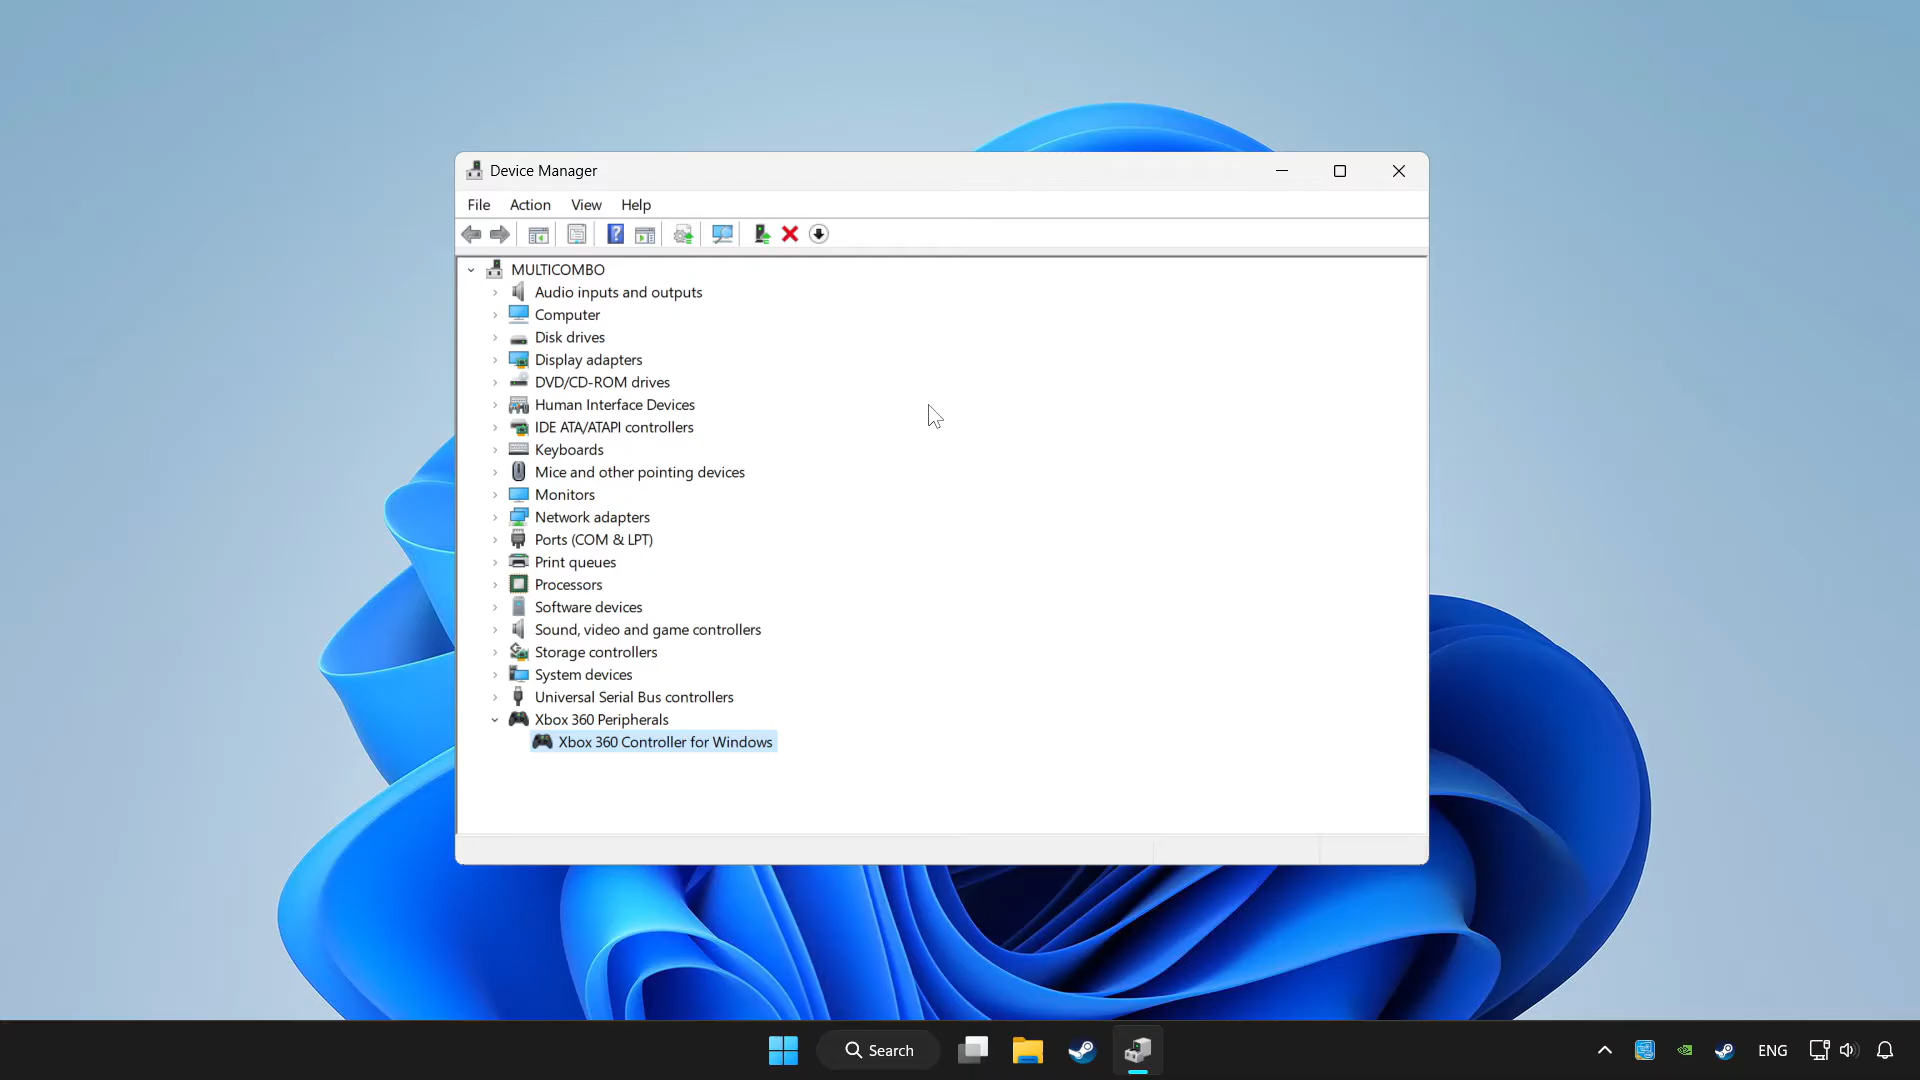 Device Manager
File Action View Help
MULTICOMBO
Audio inputs and outputs
Computer
Disk drives
Display adapters
DVD/CD-ROM drives
Human Interface Devices
IDE ATA/ATAPI controllers
Keyboards
Mice and other pointing devices
Monitors
Network adapters
Ports (COM & LPT)
Print queues
Processors
Software devices
Sound, video and game controllers
Storage controllers
System devices
Universal Serial Bus controllers
Xbox 360 Peripherals
Xbox 360 Controller for Windows
Search
ENG